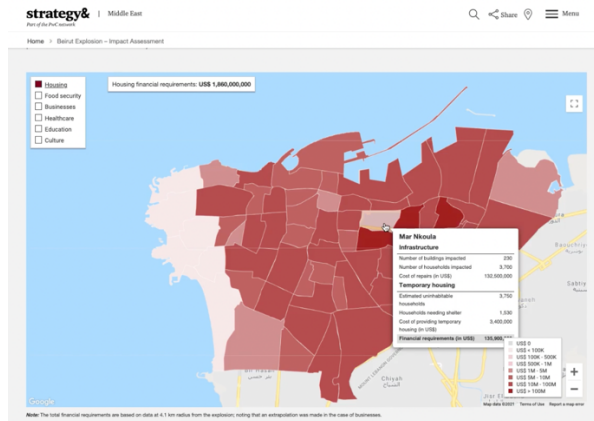 strategy& | Middle East
Part of the PwC network
Share
Menu
Home > Beirut Explosion – Impact Assessment
Housing
Food security
Businesses
Healthcare
Education
Culture
Housing financial requirements: US$ 1,660,000,000
Mar Nkoula
Infrastructure
Number of buildings impacted 230
Number of households impacted 3,700
Cost of repairs (in US$) 132,500,000
Temporary housing
Estimated uninhabitable
households 3,750
Households needing shelter 1,530
Cost of providing temporary
housing (in US$) 3,400,000
Financial requirements (in US$)
US$ 0
US$ < 100K
US$ 100K - 500K
US$ 500K - 1M
US$ 1M - 5M
US$ 5M - 10M
US$ 10M - 100M
US$ > 100M
Chiyah
Google
Map data ©2021 Terms of Use Report a map error
Note: The total financial requirements are based on data at 4.1 km radius from the explosion; noting that an extrapolation was made in the case of businesses.